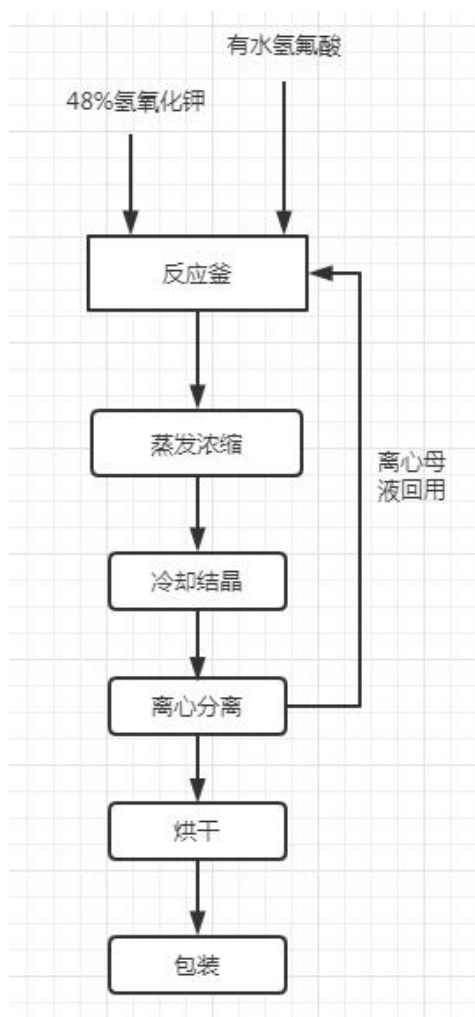 有水氢氟酸
48%氢氧化钾
反应釜
蒸发浓缩
离心母
液回用
冷却结晶
离心分离
烘干
包装